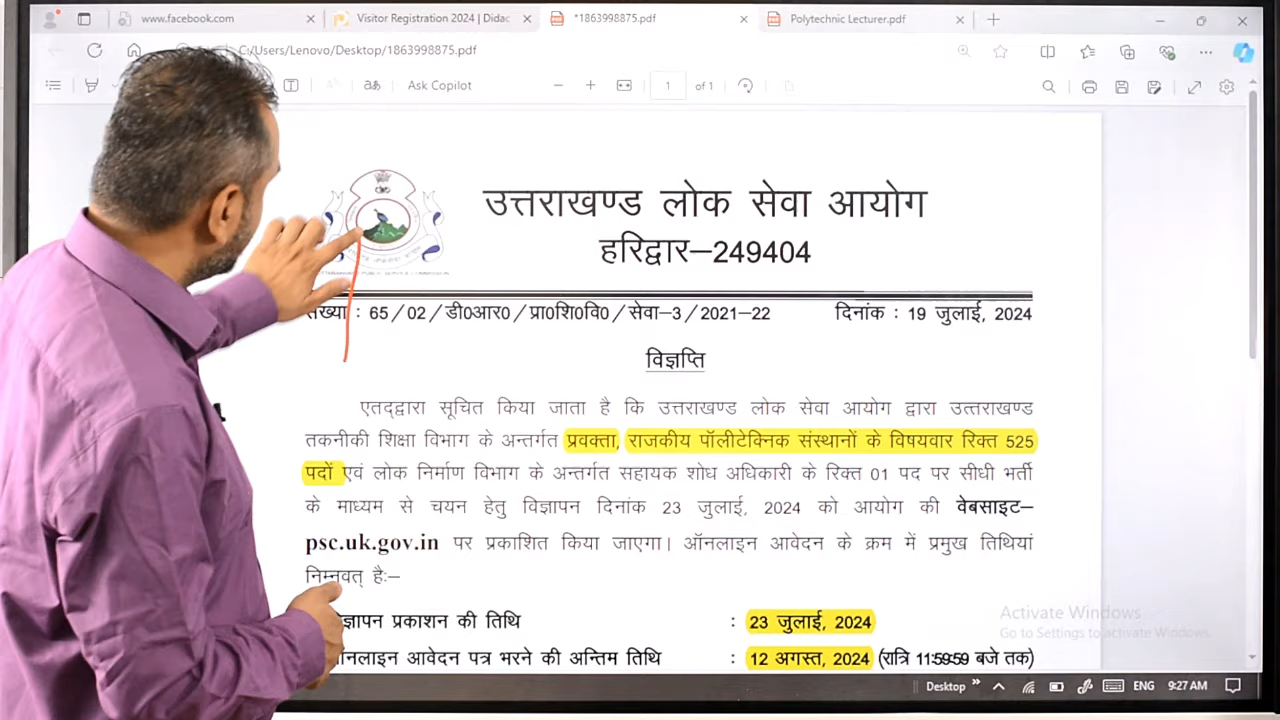 www.facebook.com
Visitor Registration 2024 | Didac
*1863998875.pdf
Polytechnic Lecturer.pdf
C:/Users/Lenovo/Desktop/1863998875.pdf
Ask Copilot
1 of 1
उत्तराखण्ड लोक सेवा आयोग
हरिद्वार–249404
संख्या : 65/02/डी0आर0/प्रा0शि0वि0/सेवा–3/2021–22 दिनांक : 19 जुलाई, 2024
विज्ञप्ति
एतद्द्वारा सूचित किया जाता है कि उत्तराखण्ड लोक सेवा आयोग द्वारा उत्तराखण्ड
तकनीकी शिक्षा विभाग के अन्तर्गत प्रवक्ता, राजकीय पॉलीटेक्निक संस्थानों के विषयवार रिक्त 525
पदों एवं लोक निर्माण विभाग के अन्तर्गत सहायक शोध अधिकारी के रिक्त 01 पद पर सीधी भर्ती
के माध्यम से चयन हेतु विज्ञापन दिनांक 23 जुलाई, 2024 को आयोग की वेबसाइट–
psc.uk.gov.in पर प्रकाशित किया जाएगा। ऑनलाइन आवेदन के क्रम में प्रमुख तिथियां
निम्नवत् है:–
विज्ञापन प्रकाशन की तिथि : 23 जुलाई, 2024
ऑनलाइन आवेदन पत्र भरने की अन्तिम तिथि : 12 अगस्त, 2024 (रात्रि 11:59:59 बजे तक)
Activate Windows
Go to Settings to activate Windows.
Desktop
ENG
9:27 AM